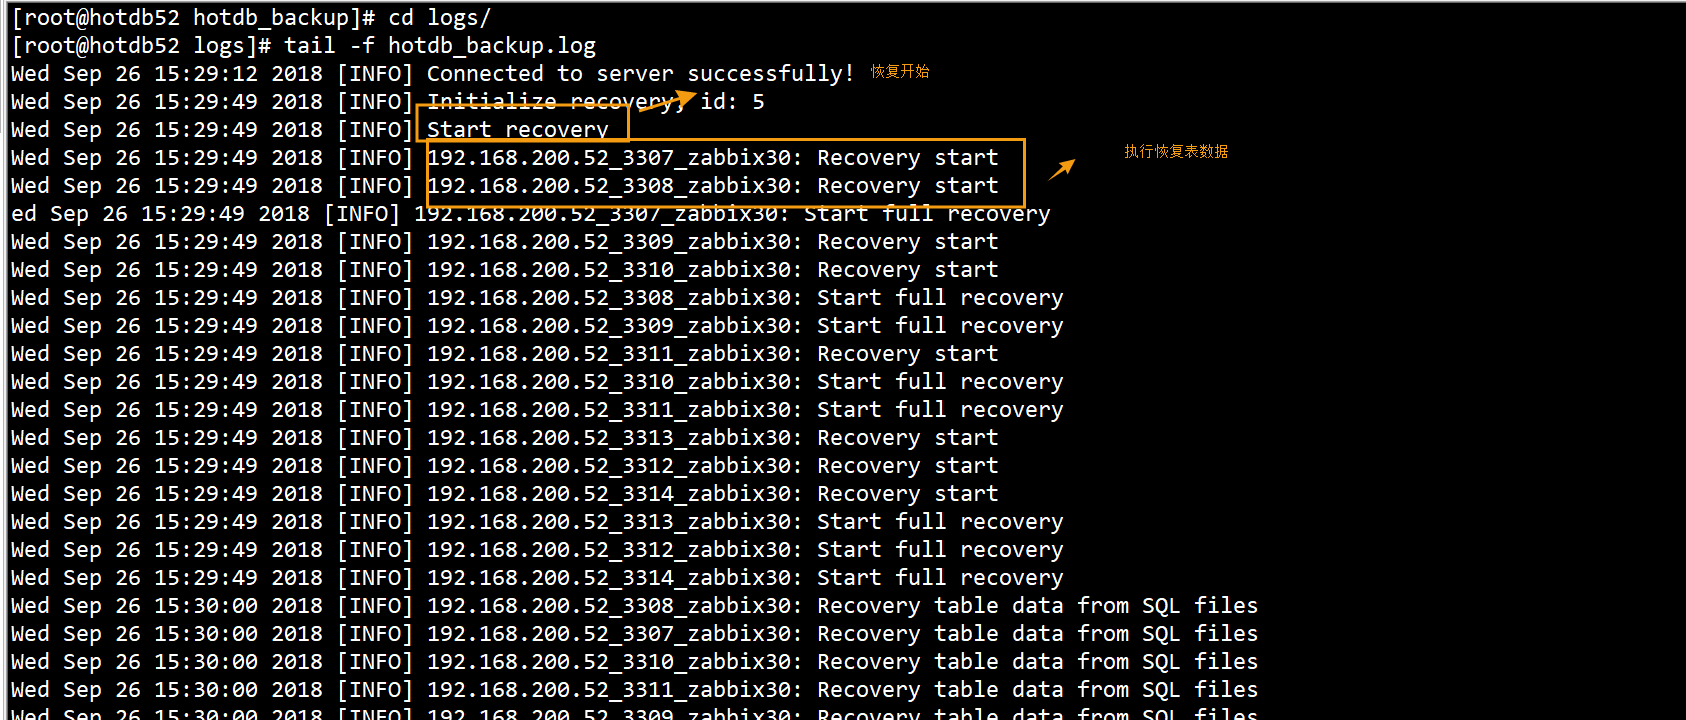 [root@hotdb52 hotdb_backup]# cd logs/
[root@hotdb52 logs]# tail -f hotdb_backup.log
Wed Sep 26 15:29:12 2018 [INFO] Connected to server successfully! 恢复开始
Wed Sep 26 15:29:49 2018 [INFO] Initialize recovery, id: 5
Wed Sep 26 15:29:49 2018 [INFO] Start recovery
Wed Sep 26 15:29:49 2018 [INFO] 192.168.200.52_3307_zabbix30: Recovery start 执行恢复表数据
Wed Sep 26 15:29:49 2018 [INFO] 192.168.200.52_3308_zabbix30: Recovery start
ed Sep 26 15:29:49 2018 [INFO] 192.168.200.52_3307_zabbix30: Start full recovery
Wed Sep 26 15:29:49 2018 [INFO] 192.168.200.52_3309_zabbix30: Recovery start
Wed Sep 26 15:29:49 2018 [INFO] 192.168.200.52_3310_zabbix30: Recovery start
Wed Sep 26 15:29:49 2018 [INFO] 192.168.200.52_3308_zabbix30: Start full recovery
Wed Sep 26 15:29:49 2018 [INFO] 192.168.200.52_3309_zabbix30: Start full recovery
Wed Sep 26 15:29:49 2018 [INFO] 192.168.200.52_3311_zabbix30: Recovery start
Wed Sep 26 15:29:49 2018 [INFO] 192.168.200.52_3310_zabbix30: Start full recovery
Wed Sep 26 15:29:49 2018 [INFO] 192.168.200.52_3311_zabbix30: Start full recovery
Wed Sep 26 15:29:49 2018 [INFO] 192.168.200.52_3313_zabbix30: Recovery start
Wed Sep 26 15:29:49 2018 [INFO] 192.168.200.52_3312_zabbix30: Recovery start
Wed Sep 26 15:29:49 2018 [INFO] 192.168.200.52_3314_zabbix30: Recovery start
Wed Sep 26 15:29:49 2018 [INFO] 192.168.200.52_3313_zabbix30: Start full recovery
Wed Sep 26 15:29:49 2018 [INFO] 192.168.200.52_3312_zabbix30: Start full recovery
Wed Sep 26 15:29:49 2018 [INFO] 192.168.200.52_3314_zabbix30: Start full recovery
Wed Sep 26 15:30:00 2018 [INFO] 192.168.200.52_3308_zabbix30: Recovery table data from SQL files
Wed Sep 26 15:30:00 2018 [INFO] 192.168.200.52_3307_zabbix30: Recovery table data from SQL files
Wed Sep 26 15:30:00 2018 [INFO] 192.168.200.52_3310_zabbix30: Recovery table data from SQL files
Wed Sep 26 15:30:00 2018 [INFO] 192.168.200.52_3311_zabbix30: Recovery table data from SQL files
Wed Sep 26 15:30:00 2018 [INFO] 192.168.200.52_3309_zabbix30: Recovery table data from SQL files